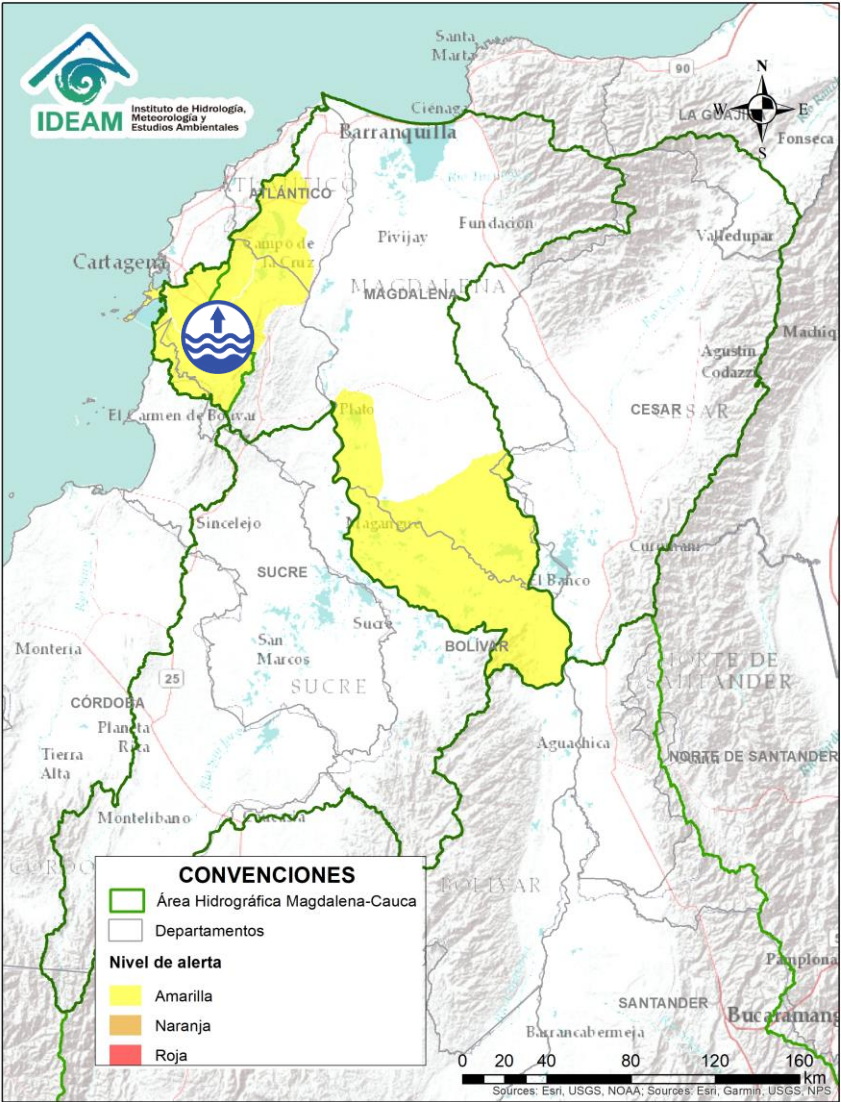 IDEAM
Instituto de Hidrología,
Meteorología y
Estudios Ambientales
Santa
Marta
90
N
W
E
S
Ciénaga
LA GUAJIRA
Barranquilla
Fonseca
ATLÁNTICO
ATLÁNTICO
Fundación
Pivijay
Valledupar
Campo de
la Cruz
Cartagena
MAGDALENA
MAGDALENA
Agustín
Codazzi
Machiq
CESAR
CESAR
El Carmen de Bolívar
Plato
Sincelejo
Magangué
Curumaní
SUCRE
El Banco
Sucre
Montería
San
Marcos
BOLÍVAR
SUCRE
25
NORTE DE
SANTANDER
CÓRDOBA
Planeta
Rica
Tierra
Alta
Aguachica
NORTE DE SANTANDER
Montelibano
BOLÍVAR
CONVENCIONES
Área Hidrográfica Magdalena-Cauca
Departamentos
Nivel de alerta
Amarilla
Naranja
Roja
Pamplona
SANTANDER
Bucaramang
Barrancabermeja
0 20 40 80 120 160
km
Sources: Esri, USGS, NOAA; Sources: Esri, Garmin, USGS, NPS